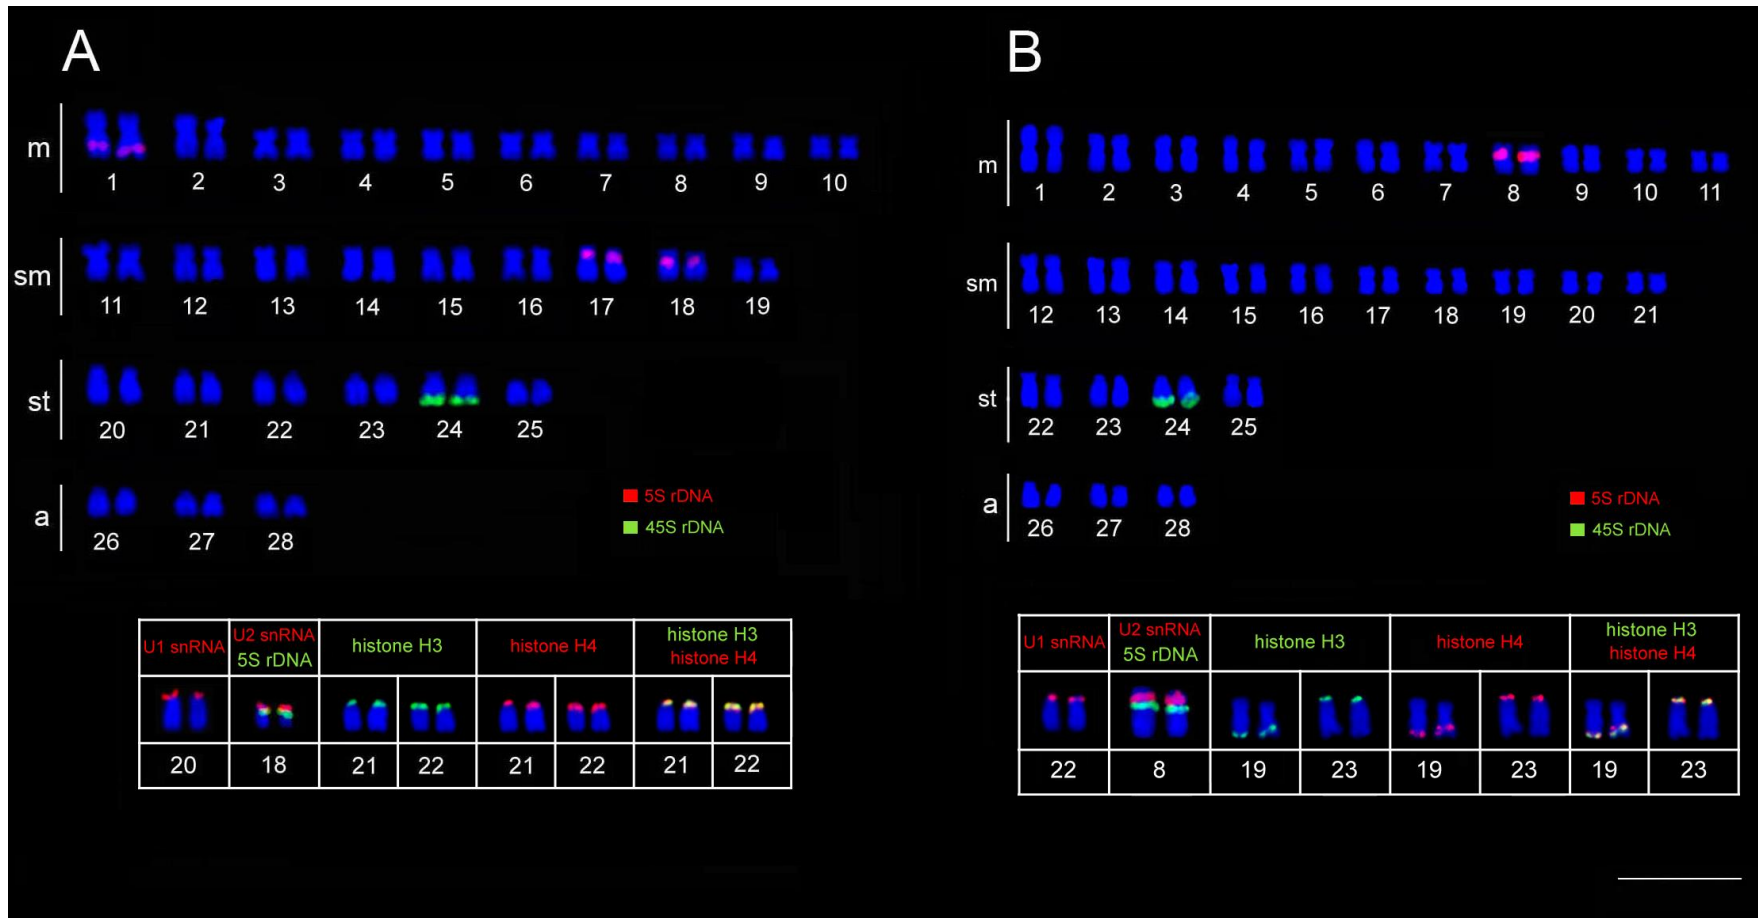 A
m
1 2 3 4 5 6 7 8 9 10
sm
11 12 13 14 15 16 17 18 19
st
20 21 22 23 24 25
a
26 27 28
5S rDNA
45S rDNA
U1 snRNA
U2 snRNA
5S rDNA
histone H3
histone H4
histone H3
histone H4
20 18 21 22 21 22 21 22
B
m
1 2 3 4 5 6 7 8 9 10 11
sm
12 13 14 15 16 17 18 19 20 21
st
22 23 24 25
a
26 27 28
5S rDNA
45S rDNA
U1 snRNA
U2 snRNA
5S rDNA
histone H3
histone H4
histone H3
histone H4
22 8 19 23 19 23 19 23